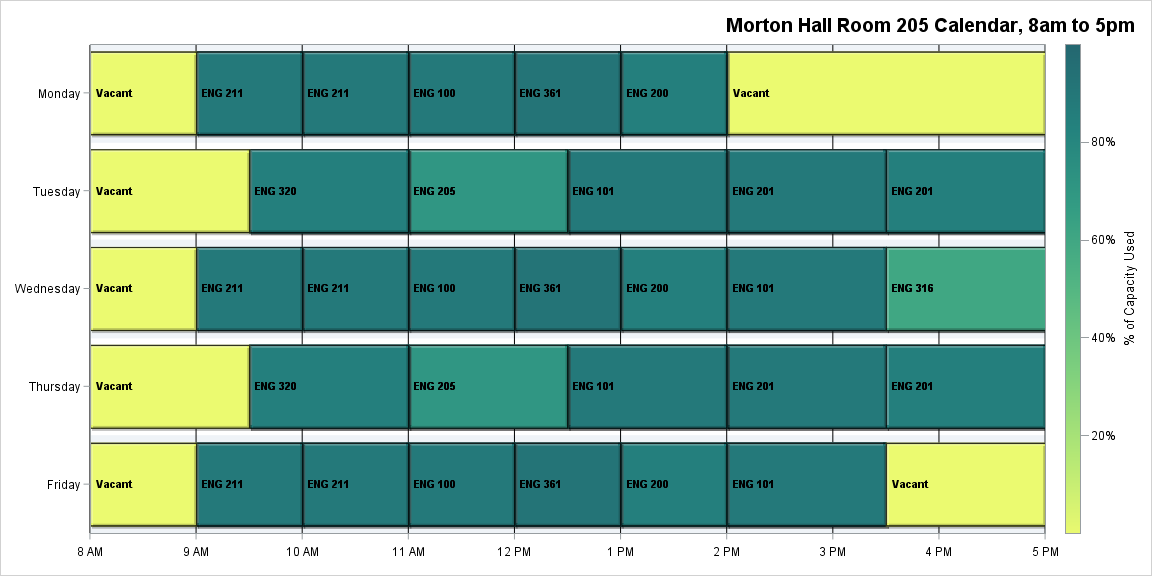 Morton Hall Room 205 Calendar, 8am to 5pm
Monday
Vacant
ENG 211
ENG 211
ENG 100
ENG 361
ENG 200
Vacant
Tuesday
Vacant
ENG 320
ENG 205
ENG 101
ENG 201
ENG 201
Wednesday
Vacant
ENG 211
ENG 211
ENG 100
ENG 361
ENG 200
ENG 101
ENG 316
Thursday
Vacant
ENG 320
ENG 205
ENG 101
ENG 201
ENG 201
Friday
Vacant
ENG 211
ENG 211
ENG 100
ENG 361
ENG 200
ENG 101
Vacant
8 AM
9 AM
10 AM
11 AM
12 PM
1 PM
2 PM
3 PM
4 PM
5 PM
80%
60%
40%
20%
% of Capacity Used